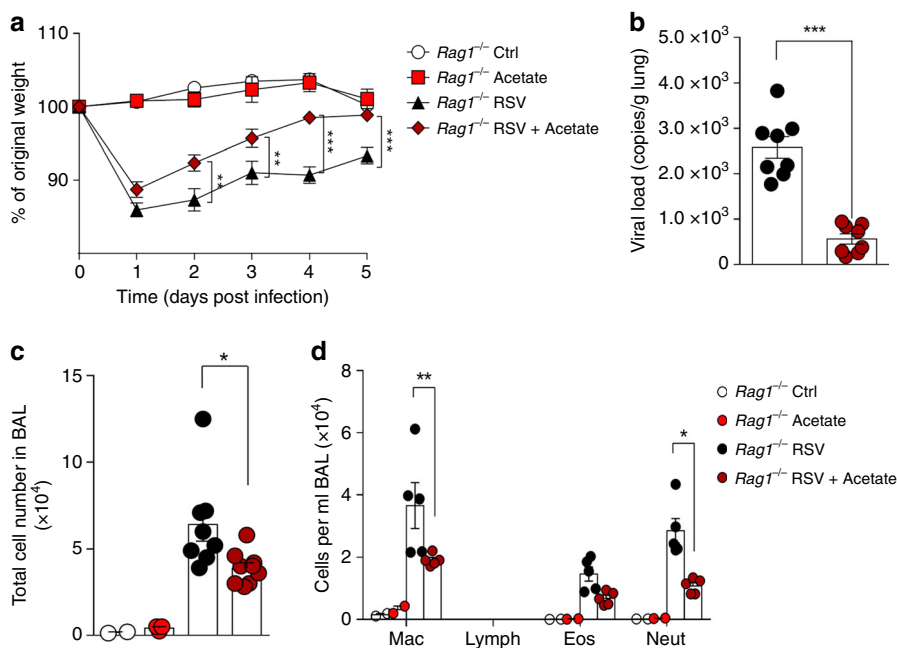 a
% of original weight
100
90
0
1
2
3
4
5
Time (days post infection)
**
**
***
***
Rag1⁻/⁻ Ctrl
Rag1⁻/⁻ Acetate
Rag1⁻/⁻ RSV
Rag1⁻/⁻ RSV + Acetate
b
Viral load (copies/g lung)
5.0 ×10³
4.0 ×10³
3.0 ×10³
2.0 ×10³
1.0 ×10³
0
***
c
Total cell number in BAL
(×10⁴)
15
10
5
0
*
d
Cells per ml BAL (×10⁴)
8
6
4
2
0
**
*
Mac
Lymph
Eos
Neut
Rag1⁻/⁻ Ctrl
Rag1⁻/⁻ Acetate
Rag1⁻/⁻ RSV
Rag1⁻/⁻ RSV + Acetate